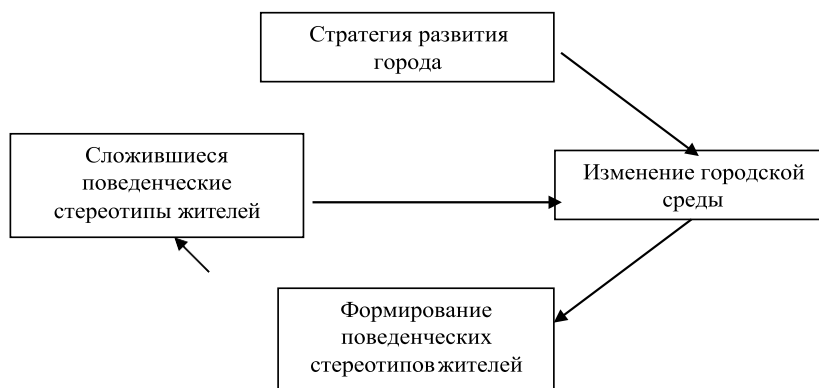 Стратегия развития
города
Сложившиеся
поведенческие
стереотипы жителей
Изменение городской
среды
Формирование
поведенческих
стереотипов жителей